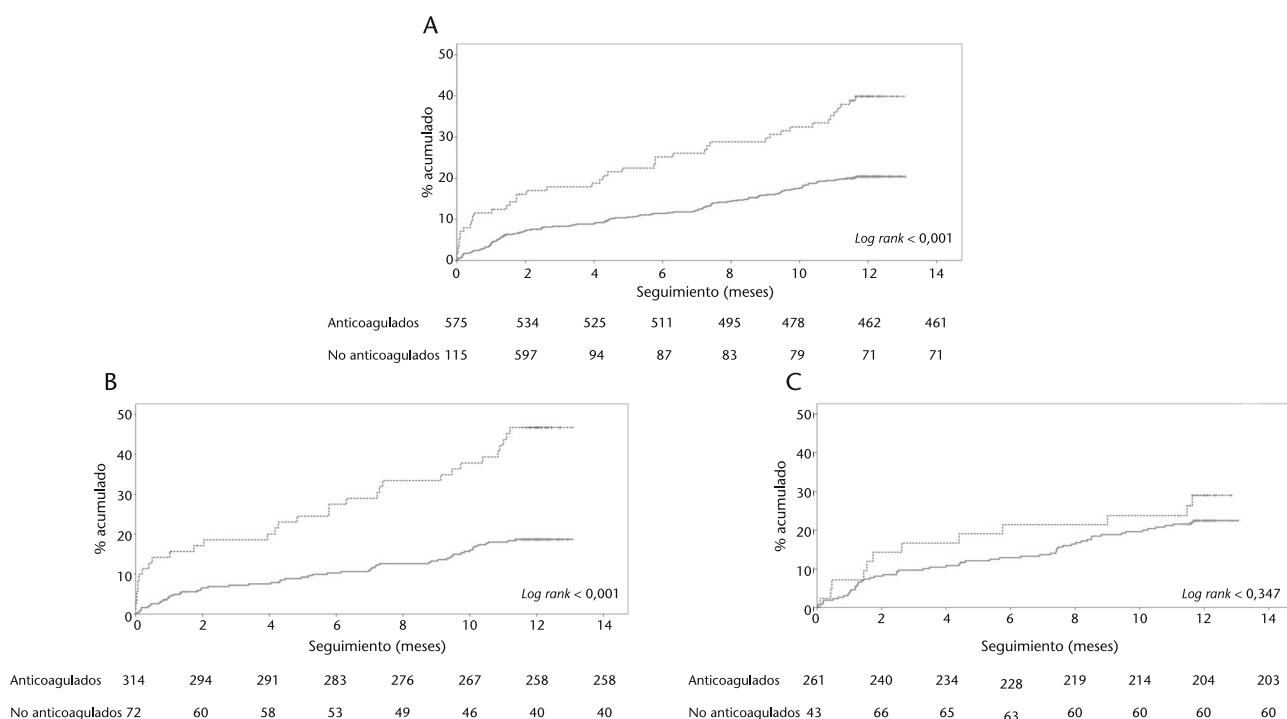 A
50
40
30
20
10
0
% acumulado
Log rank < 0,001
0 2 4 6 8 10 12 14
Seguimiento (meses)
Anticoagulados 575 534 525 511 495 478 462 461
No anticoagulados 115 597 94 87 83 79 71 71
B
50
40
30
20
10
0
% acumulado
Log rank < 0,001
2 4 6 8 10 12 14
Seguimiento (meses)
Anticoagulados 314 294 291 283 276 267 258 258
No anticoagulados 72 60 58 53 49 46 40 40
C
50
40
30
20
10
0
% acumulado
Log rank < 0,347
0 2 4 6 8 10 12 14
Seguimiento (meses)
Anticoagulados 261 240 234 228 219 214 204 203
No anticoagulados 43 66 65 63 60 60 60 60